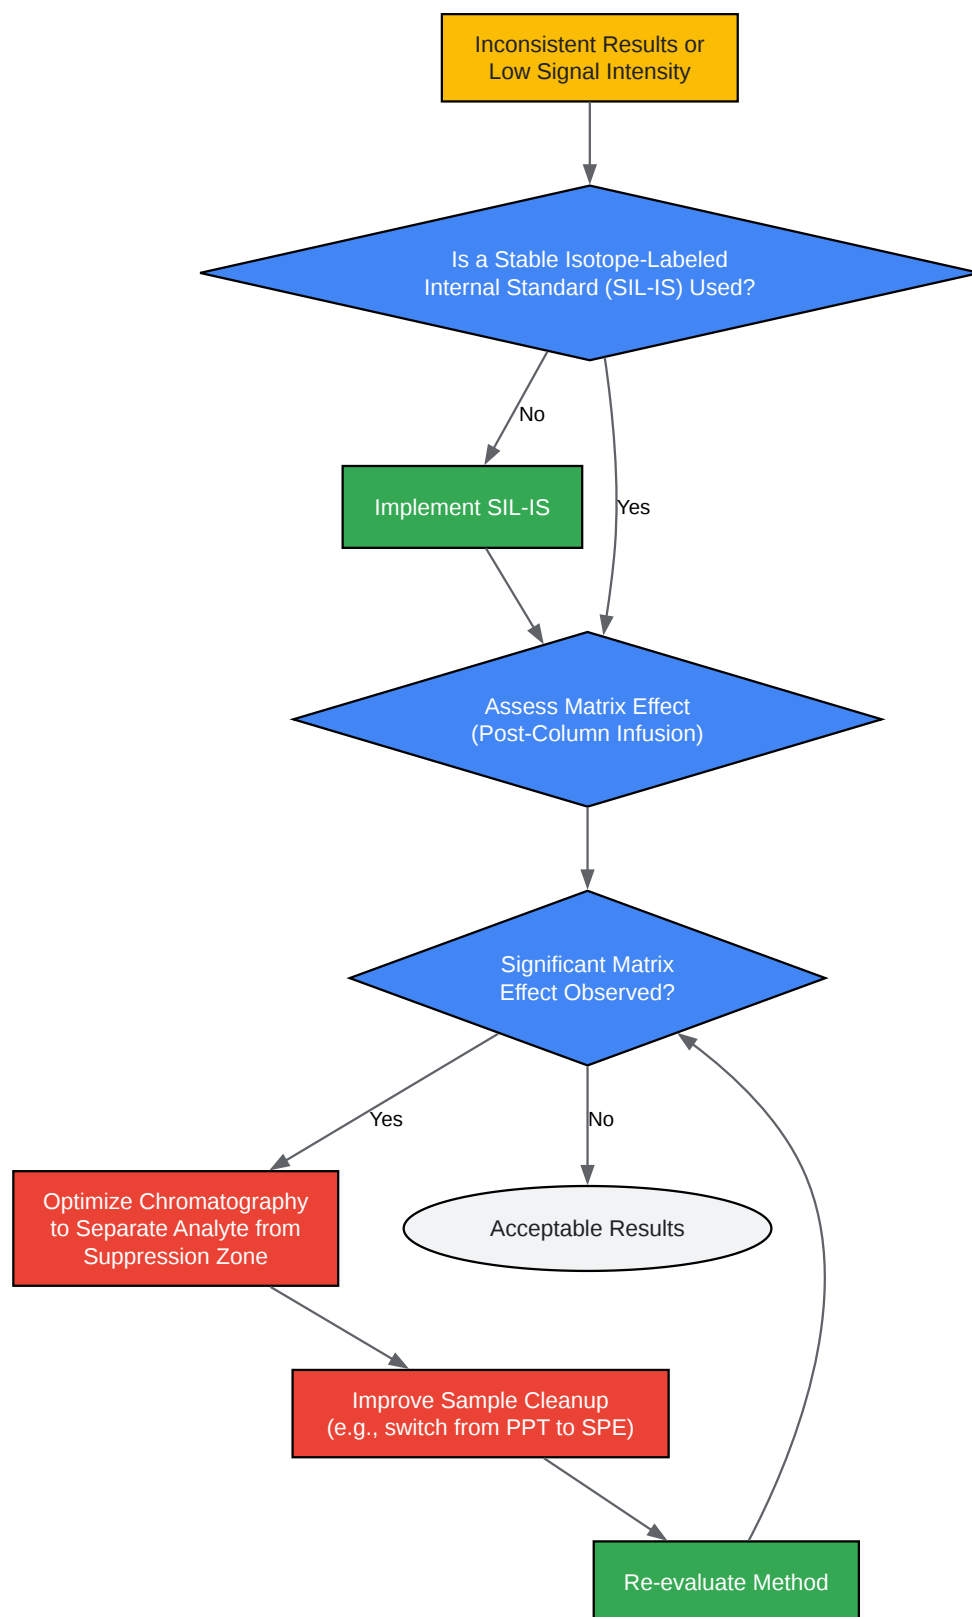 Inconsistent Results or
Low Signal Intensity
Is a Stable Isotope-Labeled
Internal Standard (SIL-IS) Used?
No
Implement SIL-IS
Yes
Assess Matrix Effect
(Post-Column Infusion)
Significant Matrix
Effect Observed?
Yes
No
Optimize Chromatography
to Separate Analyte from
Suppression Zone
Acceptable Results
Improve Sample Cleanup
(e.g., switch from PPT to SPE)
Re-evaluate Method